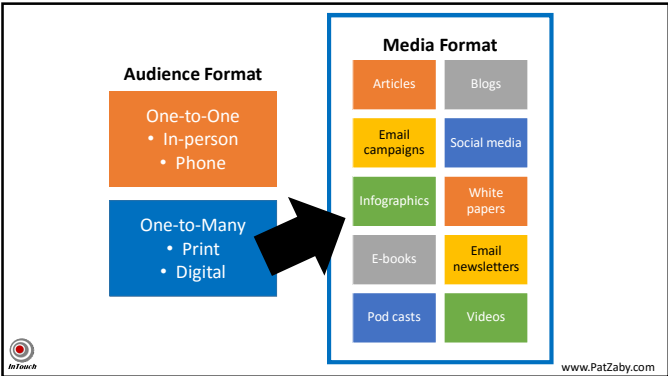 Audience Format
One-to-One
• In-person
• Phone
One-to-Many
• Print
• Digital
Media Format
Articles
Blogs
Email
campaigns
Social media
Infographics
White
papers
E-books
Email
newsletters
Pod casts
Videos
InTouch
www.PatZaby.com